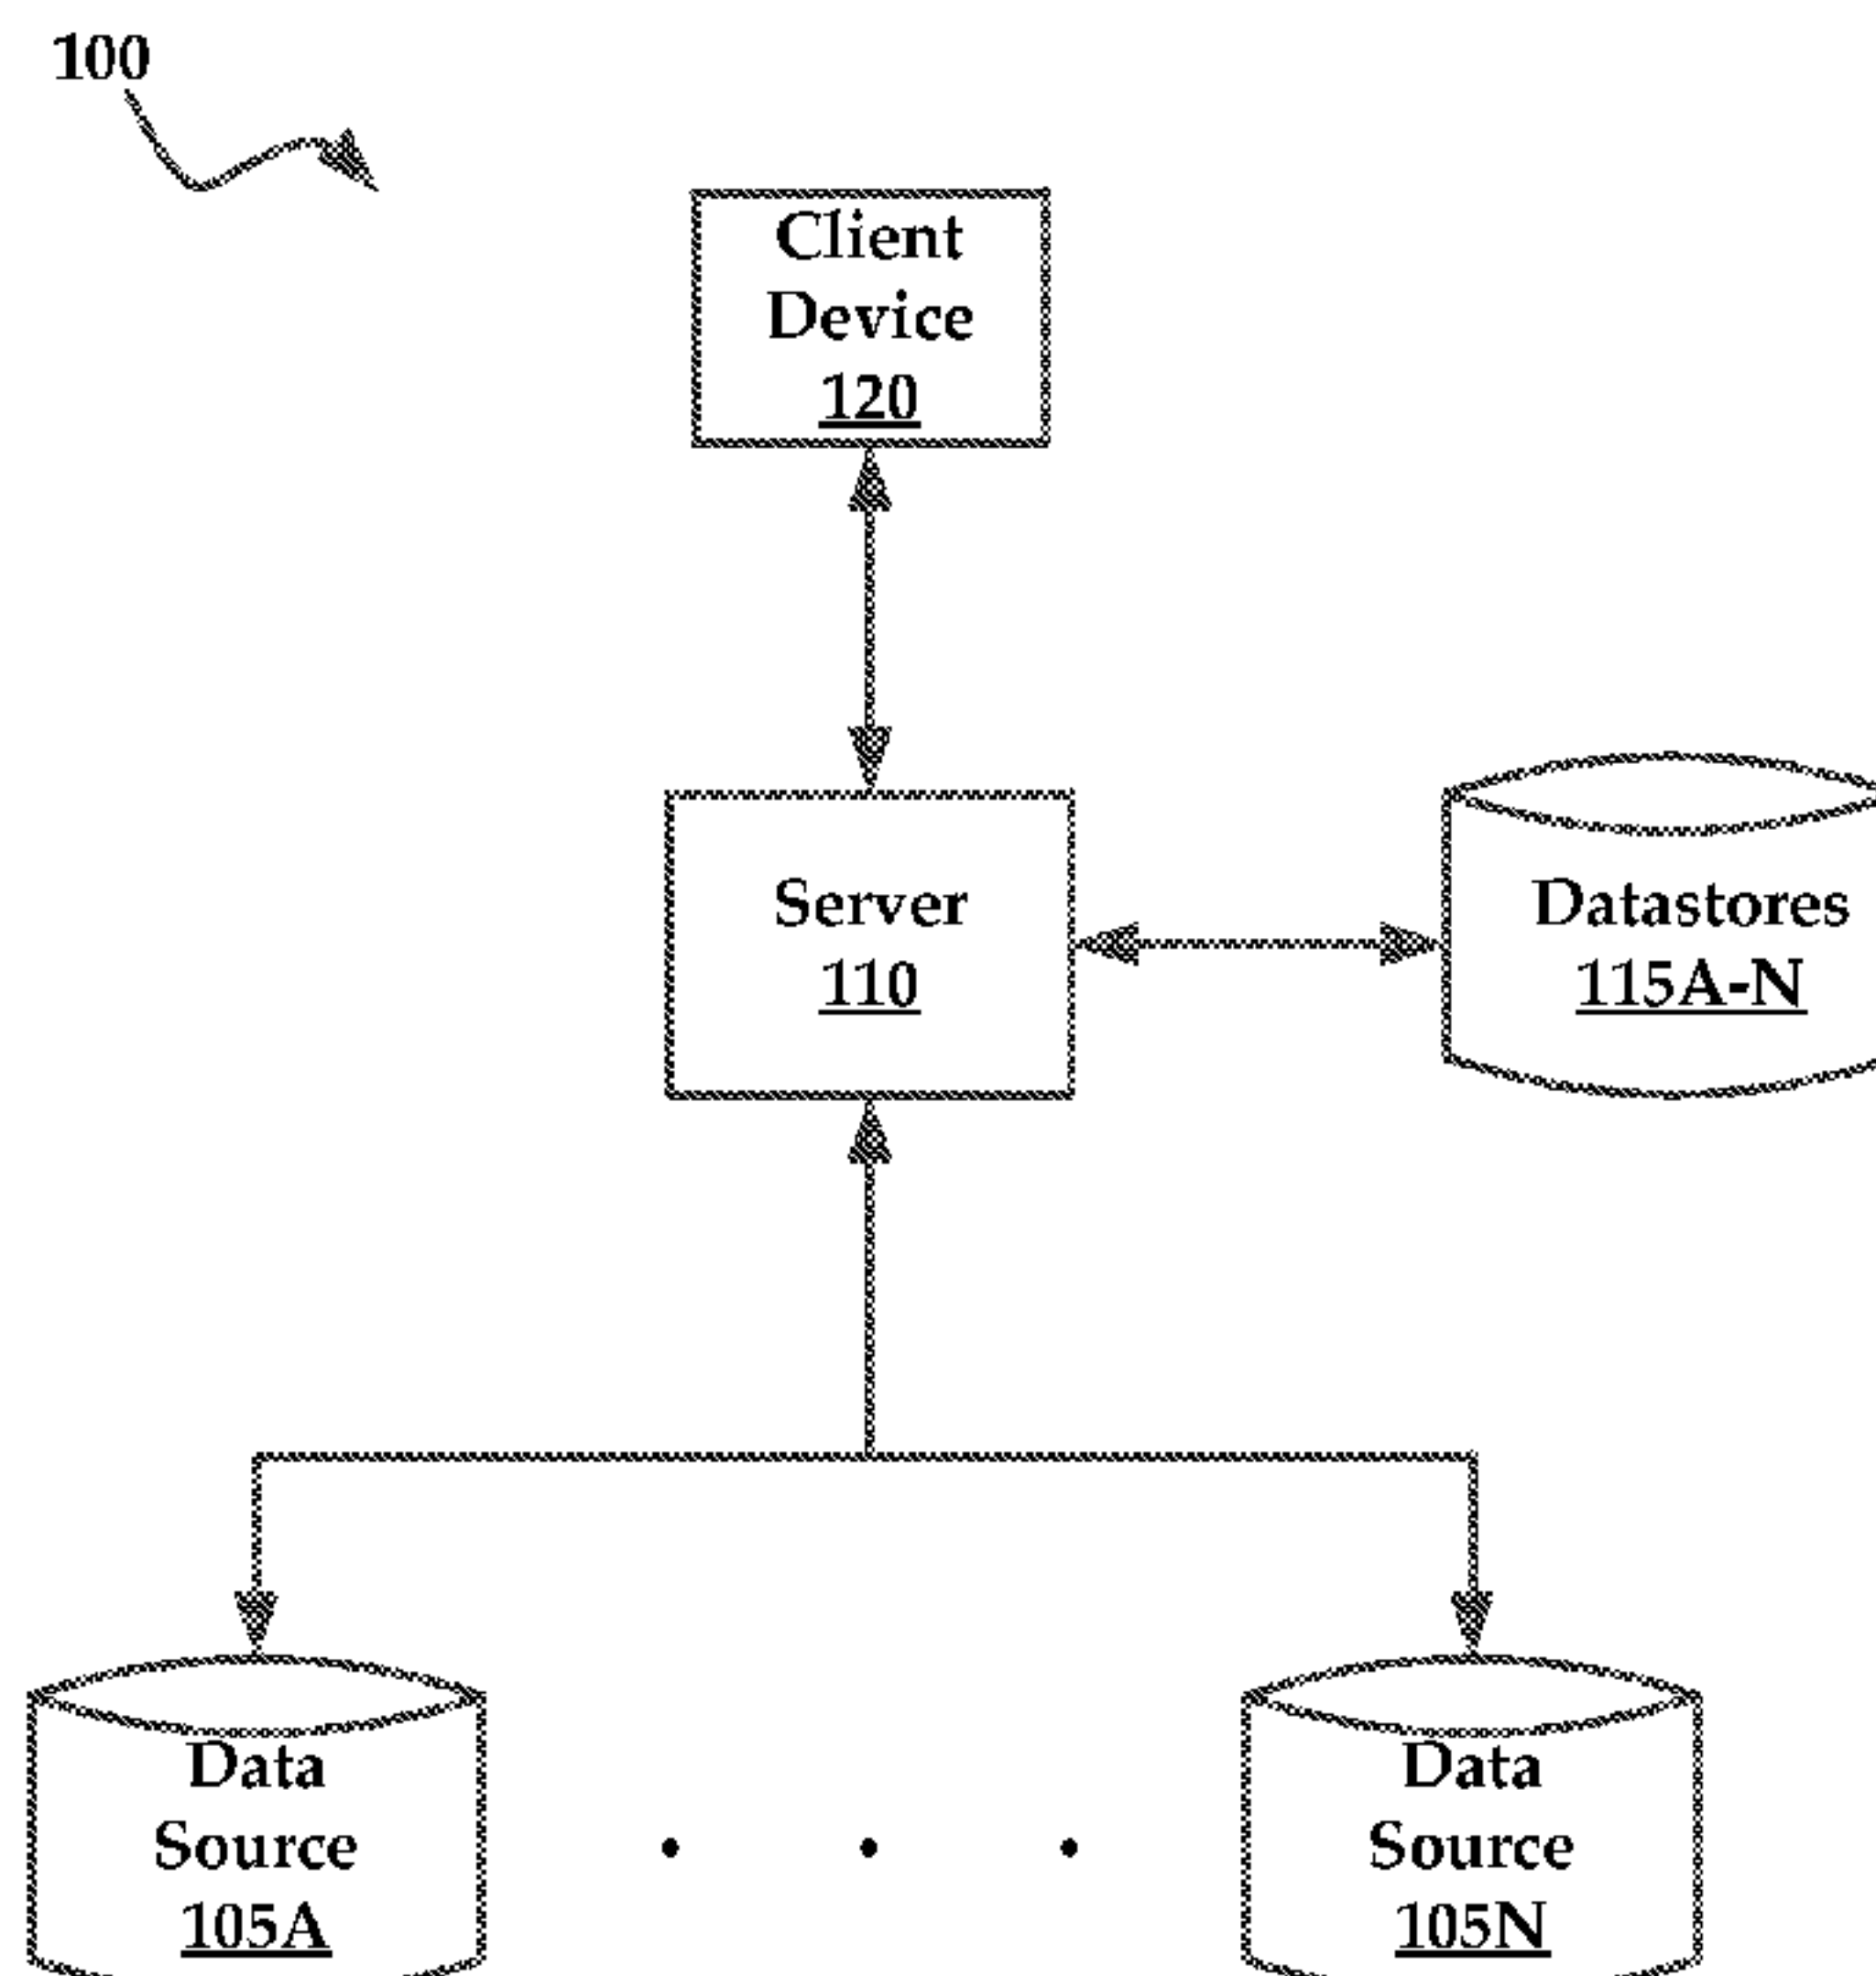 100
Client
Device
120
Server
110
Datastores
115A-N
Data
Source
105A
Data
Source
105N